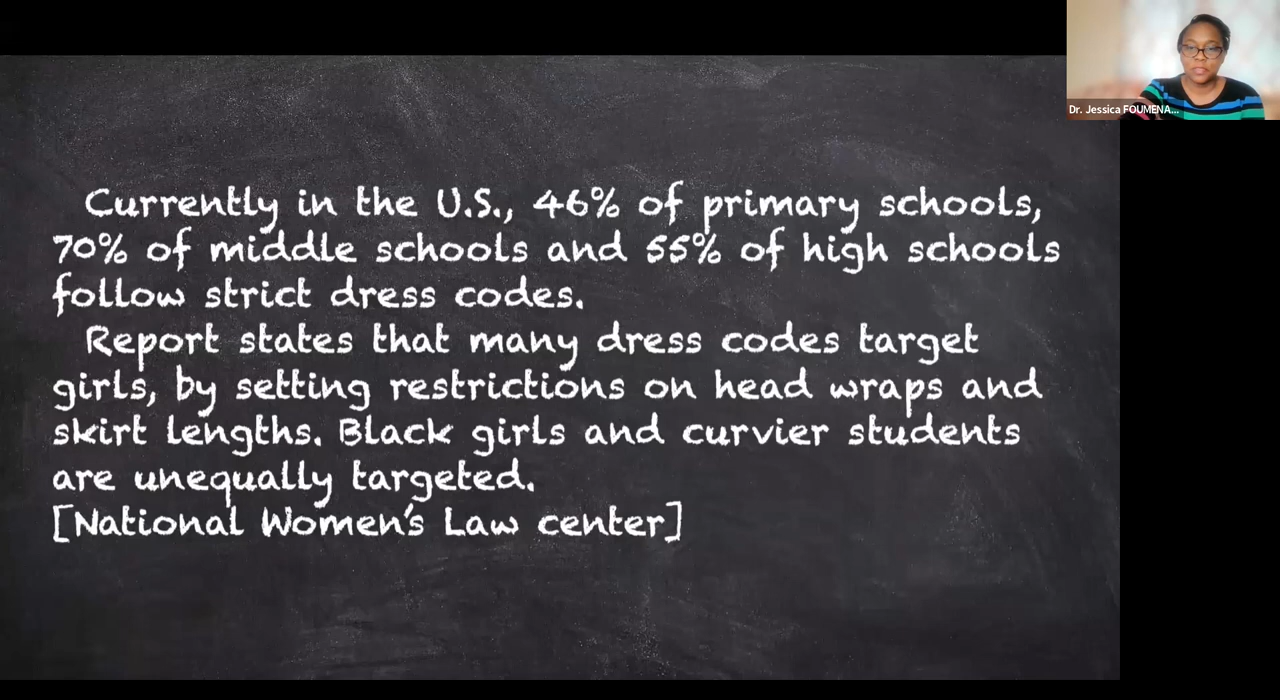 Dr. Jessica FOUMENA...
Currently in the U.S., 46% of primary schools,
70% of middle schools and 55% of high schools
follow strict dress codes.
Report states that many dress codes target
girls, by setting restrictions on head wraps and
skirt lengths. Black girls and curvier students
are unequally targeted.
[National Women's Law center]